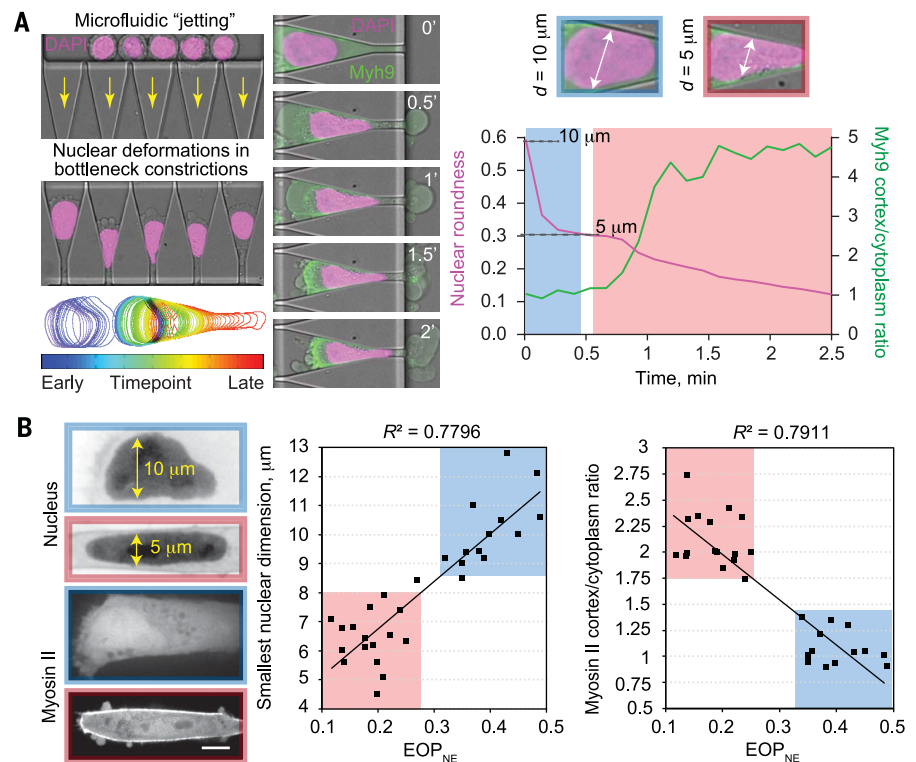 A
Microfluidic “jetting”
DAPI
Nuclear deformations in
bottleneck constrictions
Early Timepoint Late
DAPI
Myh9
0’
0.5’
1’
1.5’
2’
d = 10 μm
d = 5 μm
Nuclear roundness
0.6
0.5
0.4
0.3
0.2
0.1
0.0
10 μm
5 μm
5
4
3
2
1
0
Myh9 cortex/cytoplasm
ratio
0 0.5 1 1.5 2 2.5
Time, min
B
Nucleus
10 μm
5 μm
Myosin II
R² = 0.7796
Smallest nuclear dimension, μm
13
12
11
10
9
8
7
6
5
4
0.1 0.2 0.3 0.4 0.5
EOPNE
R² = 0.7911
Myosin II cortex/cytoplasm ratio
3
2.75
2.5
2.25
2
1.75
1.5
1.25
1
0.75
0.5
0.1 0.2 0.3 0.4 0.5
EOPNE